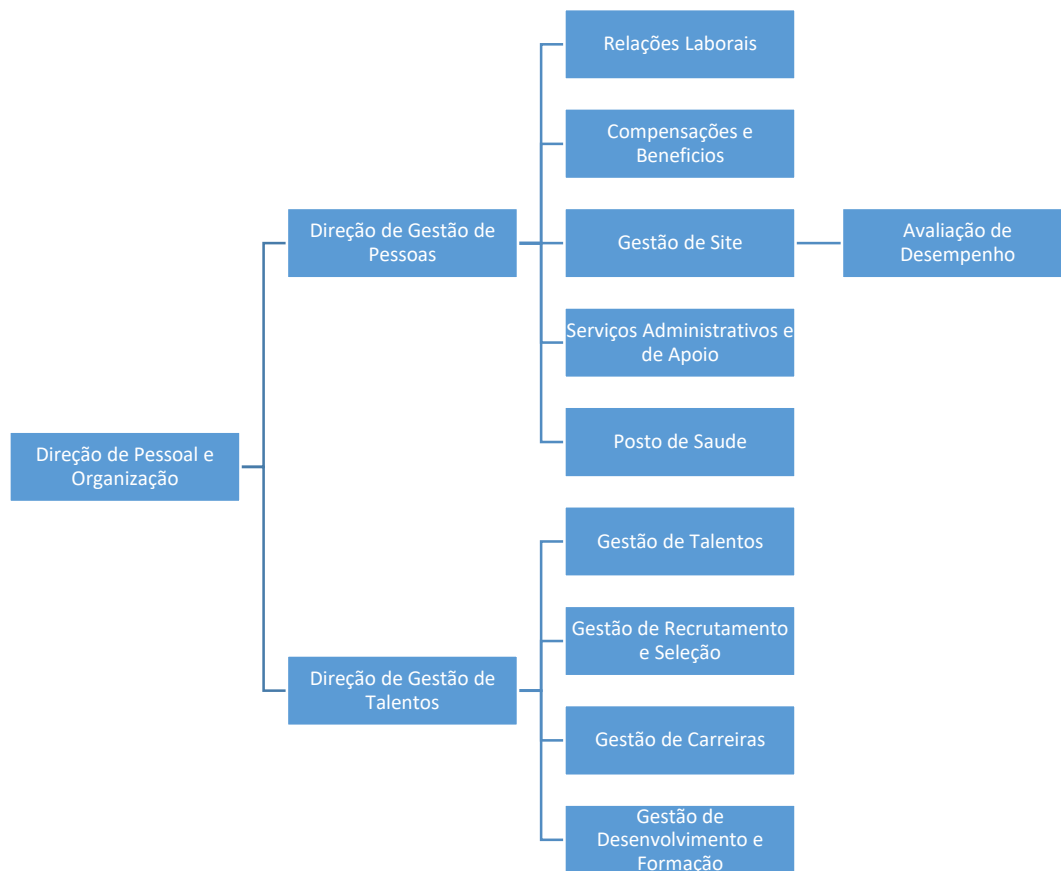 Relações Laborais
Compensações e
Beneficios
Direção de Gestão de
Pessoas
Gestão de Site
Avaliação de
Desempenho
Serviços Administrativos e
de Apoio
Posto de Saude
Direção de Pessoal e
Organização
Gestão de Talentos
Gestão de Recrutamento
e Seleção
Direção de Gestão de
Talentos
Gestão de Carreiras
Gestão de
Desenvolvimento e
Formação